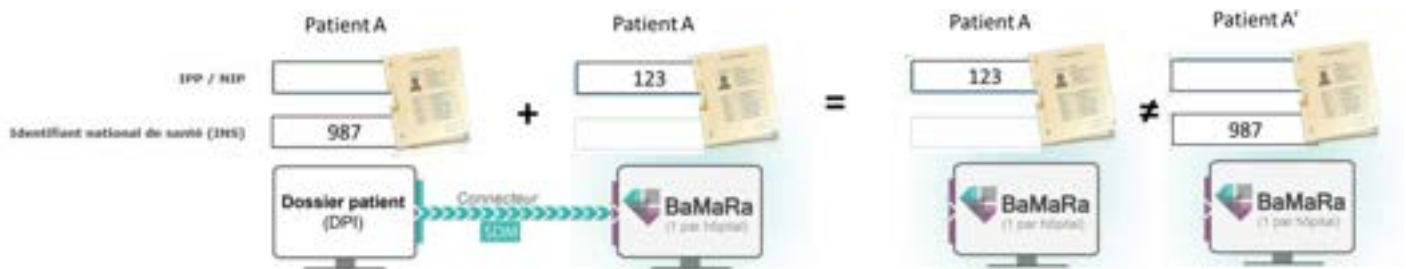 Patient A
Patient A
Patient A
Patient A'
IPP / NIP
123
123
+
=
≠
Identifiant national de santé (INS)
987
987
Dossier patient
(DPI)
Connecteur
SDM
BaMaRa
(1 par hôpital)
BaMaRa
(1 par hôpital)
BaMaRa
(1 par hôpital)